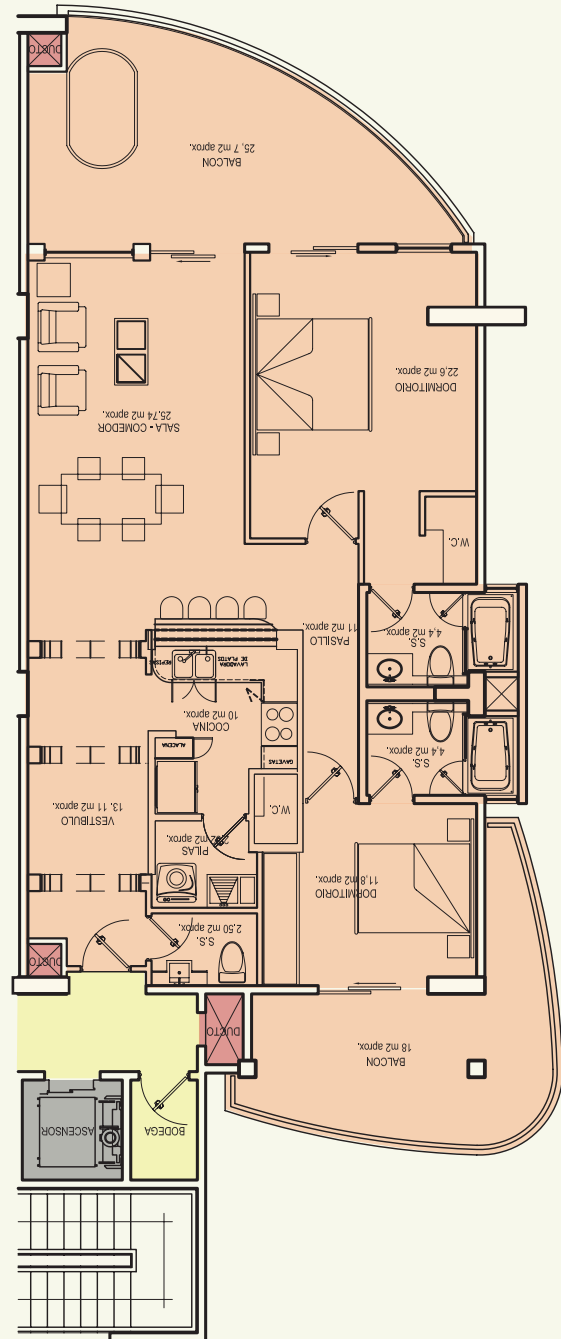 DUCTO
BALCON
25,7 m2 aprox.
SALA - COMEDOR
25.74 m2 aprox.
DORMITORIO
22,6 m2 aprox.
W.C.
PASILLO
11 m2 aprox.
S.S.
4,4 m2 aprox.
REPISAS
LAVADORA
DE PLATOS
COCINA
10 m2 aprox.
ALACENA
GAVETAS
S.S.
4,4 m2 aprox.
VESTIBULO
13. 11 m2 aprox.
W.C.
PILAS
m2 aprox.
DORMITORIO
11,8 m2 aprox.
S.S.
2.50 m2 aprox.
DUCTO
DUCTO
BALCON
18 m2 aprox.
ASCENSOR
BODEGA